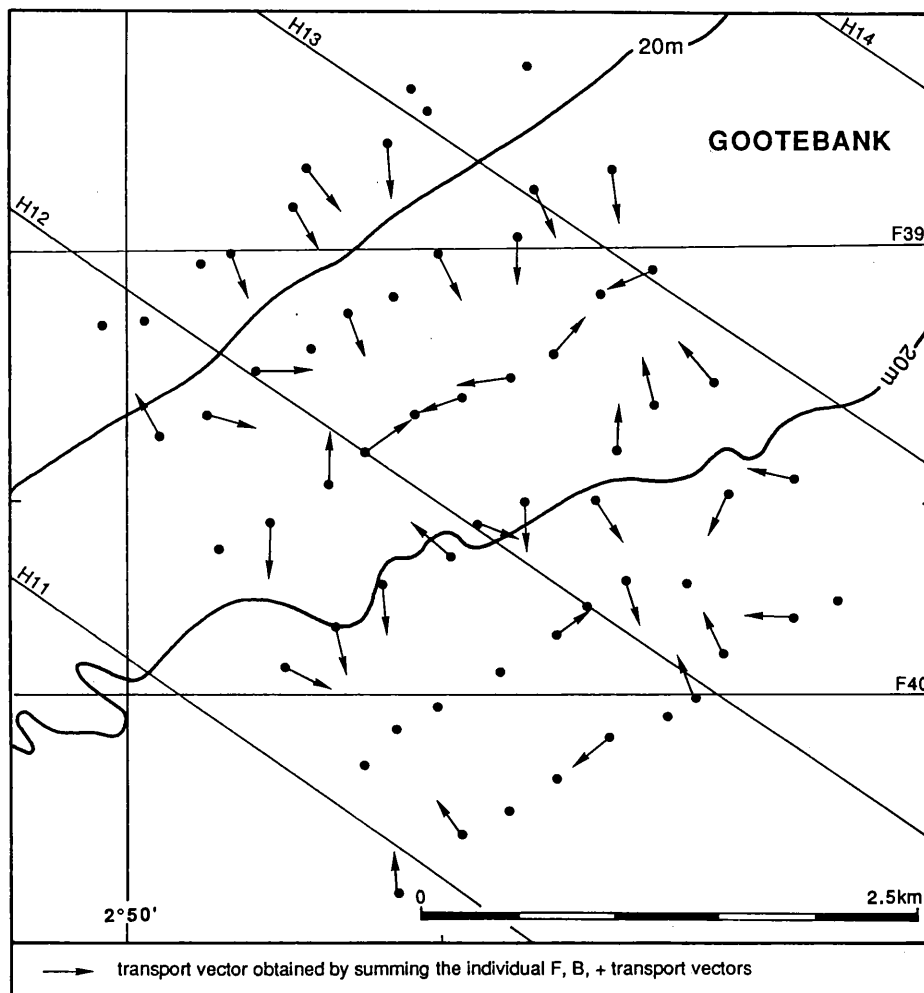 H13
20m
H14
GOOTEBANK
H12
F39
20m
H11
F40
0
2.5km
2°50'
transport vector obtained by summing the individual F, B, + transport vectors